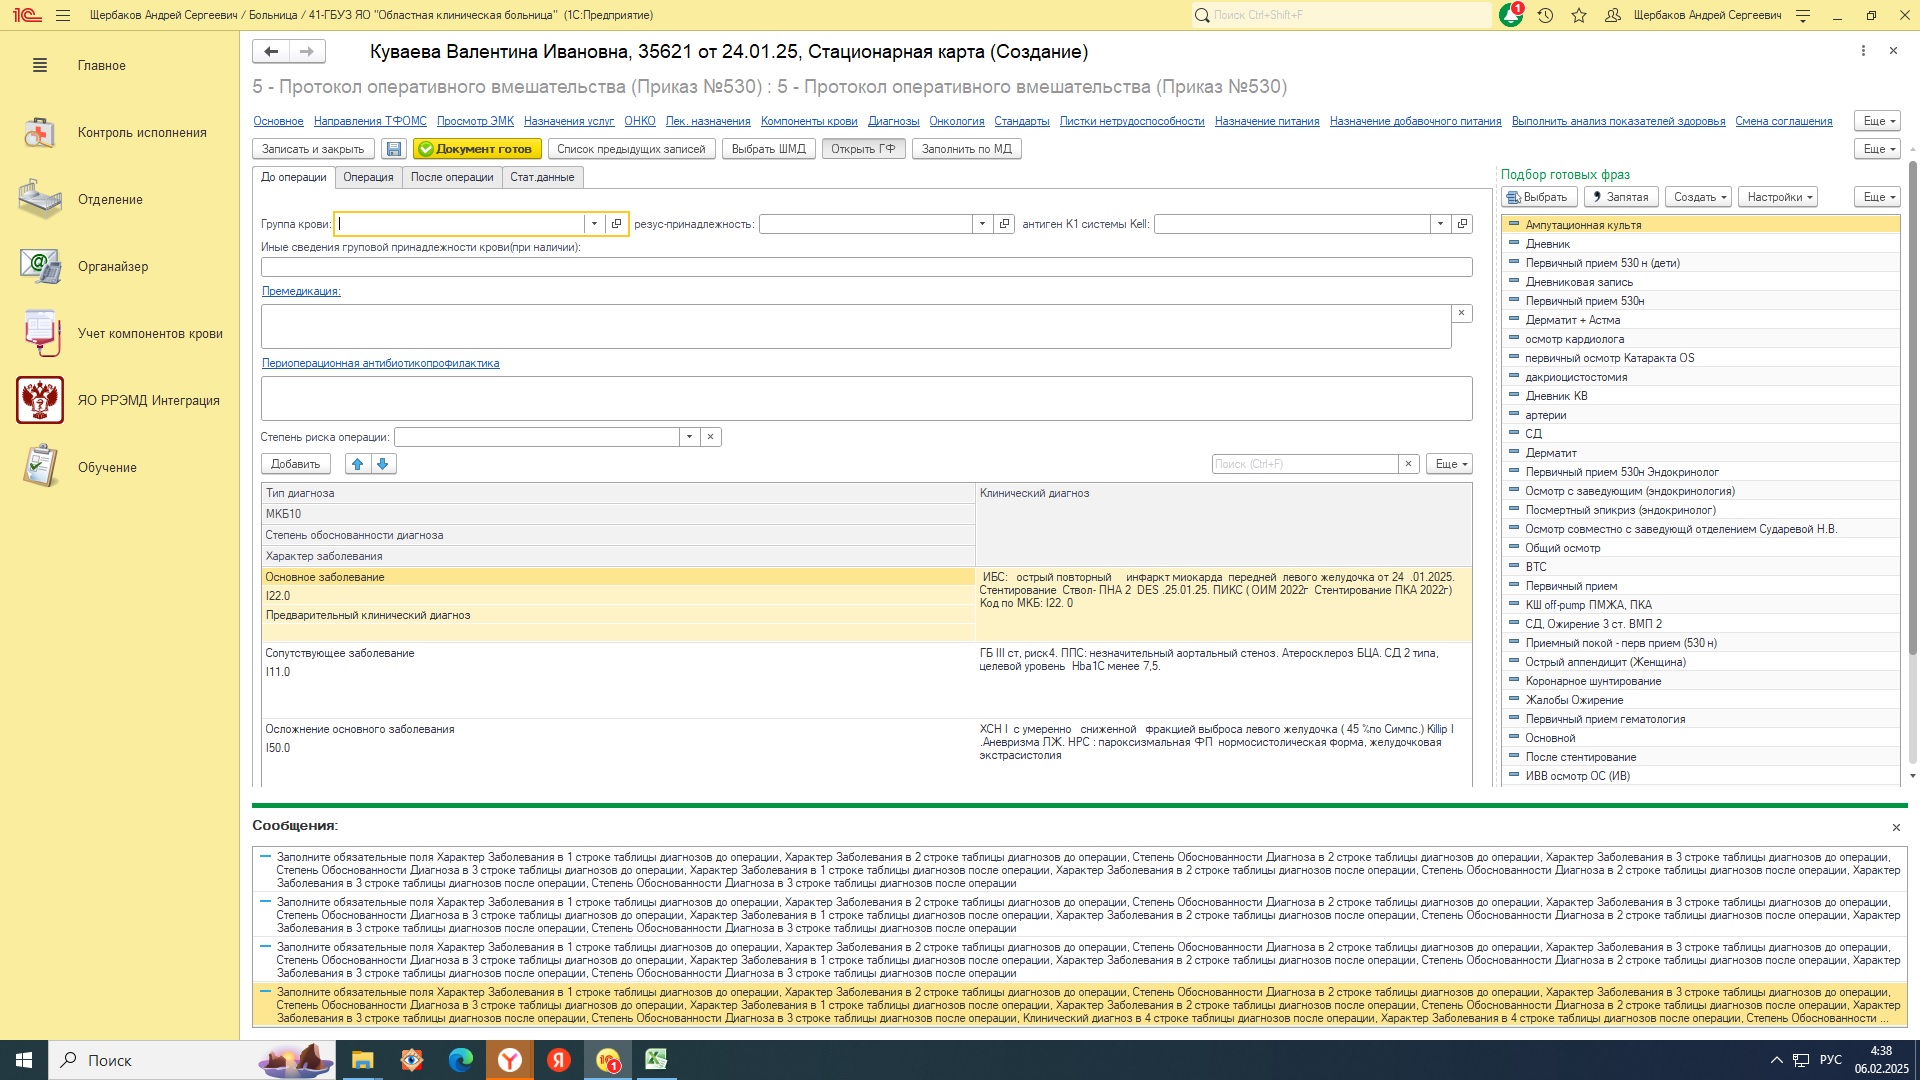 Щербаков Андрей Сергеевич / Больница / 41-ГБУЗ ЯО "Областная клиническая больница" (1С:Предприятие)
Поиск Ctrl+Shift+F
1
Щербаков Андрей Сергеевич
Главное
Контроль исполнения
Отделение
Органайзер
Учет компонентов крови
ЯО РРЭМД Интеграция
Обучение
Куваева Валентина Ивановна, 35621 от 24.01.25, Стационарная карта (Создание)
5 - Протокол оперативного вмешательства (Приказ №530) : 5 - Протокол оперативного вмешательства (Приказ №530)
Основное Направления ТФОМС Просмотр ЭМК Назначения услуг ОНКО Лек. назначения Компоненты крови Диагнозы Онкология Стандарты Листки нетрудоспособности Назначение питания Назначение добавочного питания Выполнить анализ показателей здоровья Смена соглашения Еще
Записать и закрыть Документ готов Список предыдущих записей Выбрать ШМД Открыть ГФ Заполнить по МД Еще
До операции Операция После операции Стат.данные
Группа крови: резус-принадлежность: антиген K1 системы Kell:
Иные сведения груповой принадлежности крови(при наличии):
Премедикация:
Периоперационная антибиотикопрофилактика
Степень риска операции:
Добавить Поиск (Ctrl+F) Еще
Тип диагноза Клинический диагноз
МКБ10
Степень обоснованности диагноза
Характер заболевания
Основное заболевание
I22.0
Предварительный клинический диагноз
ИБС: острый повторный инфаркт миокарда передней левого желудочка от 24 .01.2025.
Стентирование Ствол- ПНА 2 DES .25.01.25. ПИКС ( ОИМ 2022г Стентирование ПКА 2022г)
Код по МКБ: I22. 0
Сопутствующее заболевание
I11.0
ГБ III ст, риск4. ППС: незначительный аортальный стеноз. Атеросклероз БЦА. СД 2 типа,
целевой уровень Hba1C менее 7,5.
Осложнение основного заболевания
I50.0
ХСН I с умеренно сниженной фракцией выброса левого желудочка ( 45 %по Симпс.) Killip I
.Аневризма ЛЖ. НРС : пароксизмальная ФП нормосистолическая форма, желудочковая
экстрасистолия
Подбор готовых фраз
Выбрать Запятая Создать Настройки Еще
Ампутационная культя
Дневник
Первичный прием 530 н (дети)
Дневниковая запись
Первичный прием 530н
Дерматит + Астма
осмотр кардиолога
первичный осмотр Катаракта OS
дакриоцистостомия
Дневник КВ
артерии
СД
Дерматит
Первичный прием 530н Эндокринолог
Осмотр с заведующим (эндокринология)
Посмертный эпикриз (эндокринолог)
Осмотр совместно с заведующй отделением Сударевой Н.В.
Общий осмотр
ВТС
Первичный прием
КШ off-pump ПМЖА, ПКА
СД, Ожирение 3 ст. ВМП 2
Приемный покой - перв прием (530 н)
Острый аппендицит (Женщина)
Коронарное шунтирование
Жалобы Ожирение
Первичный прием гематология
Основной
После стентирование
ИВВ осмотр ОС (ИВ)
Сообщения:
Заполните обязательные поля Характер Заболевания в 1 строке таблицы диагнозов до операции, Характер Заболевания в 2 строке таблицы диагнозов до операции, Степень Обоснованности Диагноза в 2 строке таблицы диагнозов до операции, Характер Заболевания в 3 строке таблицы диагнозов до операции,
Степень Обоснованности Диагноза в 3 строке таблицы диагнозов до операции, Характер Заболевания в 1 строке таблицы диагнозов после операции, Характер Заболевания в 2 строке таблицы диагнозов после операции, Степень Обоснованности Диагноза в 2 строке таблицы диагнозов после операции, Характер
Заболевания в 3 строке таблицы диагнозов после операции, Степень Обоснованности Диагноза в 3 строке таблицы диагнозов после операции
Заполните обязательные поля Характер Заболевания в 1 строке таблицы диагнозов до операции, Характер Заболевания в 2 строке таблицы диагнозов до операции, Степень Обоснованности Диагноза в 2 строке таблицы диагнозов до операции, Характер Заболевания в 3 строке таблицы диагнозов до операции,
Степень Обоснованности Диагноза в 3 строке таблицы диагнозов до операции, Характер Заболевания в 1 строке таблицы диагнозов после операции, Характер Заболевания в 2 строке таблицы диагнозов после операции, Степень Обоснованности Диагноза в 2 строке таблицы диагнозов после операции, Характер
Заболевания в 3 строке таблицы диагнозов после операции, Степень Обоснованности Диагноза в 3 строке таблицы диагнозов после операции
Заполните обязательные поля Характер Заболевания в 1 строке таблицы диагнозов до операции, Характер Заболевания в 2 строке таблицы диагнозов до операции, Степень Обоснованности Диагноза в 2 строке таблицы диагнозов до операции, Характер Заболевания в 3 строке таблицы диагнозов до операции,
Степень Обоснованности Диагноза в 3 строке таблицы диагнозов до операции, Характер Заболевания в 1 строке таблицы диагнозов после операции, Характер Заболевания в 2 строке таблицы диагнозов после операции, Степень Обоснованности Диагноза в 2 строке таблицы диагнозов после операции, Характер
Заболевания в 3 строке таблицы диагнозов после операции, Степень Обоснованности Диагноза в 3 строке таблицы диагнозов после операции
Заполните обязательные поля Характер Заболевания в 1 строке таблицы диагнозов до операции, Характер Заболевания в 2 строке таблицы диагнозов до операции, Степень Обоснованности Диагноза в 2 строке таблицы диагнозов до операции, Характер Заболевания в 3 строке таблицы диагнозов до операции,
Степень Обоснованности Диагноза в 3 строке таблицы диагнозов до операции, Характер Заболевания в 1 строке таблицы диагнозов после операции, Характер Заболевания в 2 строке таблицы диагнозов после операции, Степень Обоснованности Диагноза в 2 строке таблицы диагнозов после операции, Характер
Заболевания в 3 строке таблицы диагнозов после операции, Степень Обоснованности Диагноза в 3 строке таблицы диагнозов после операции, Клинический диагноз в 4 строке таблицы диагнозов после операции, Характер Заболевания в 4 строке таблицы диагнозов после операции, Степень Обоснованности ...
Поиск
1
РУС
4:38
06.02.2025